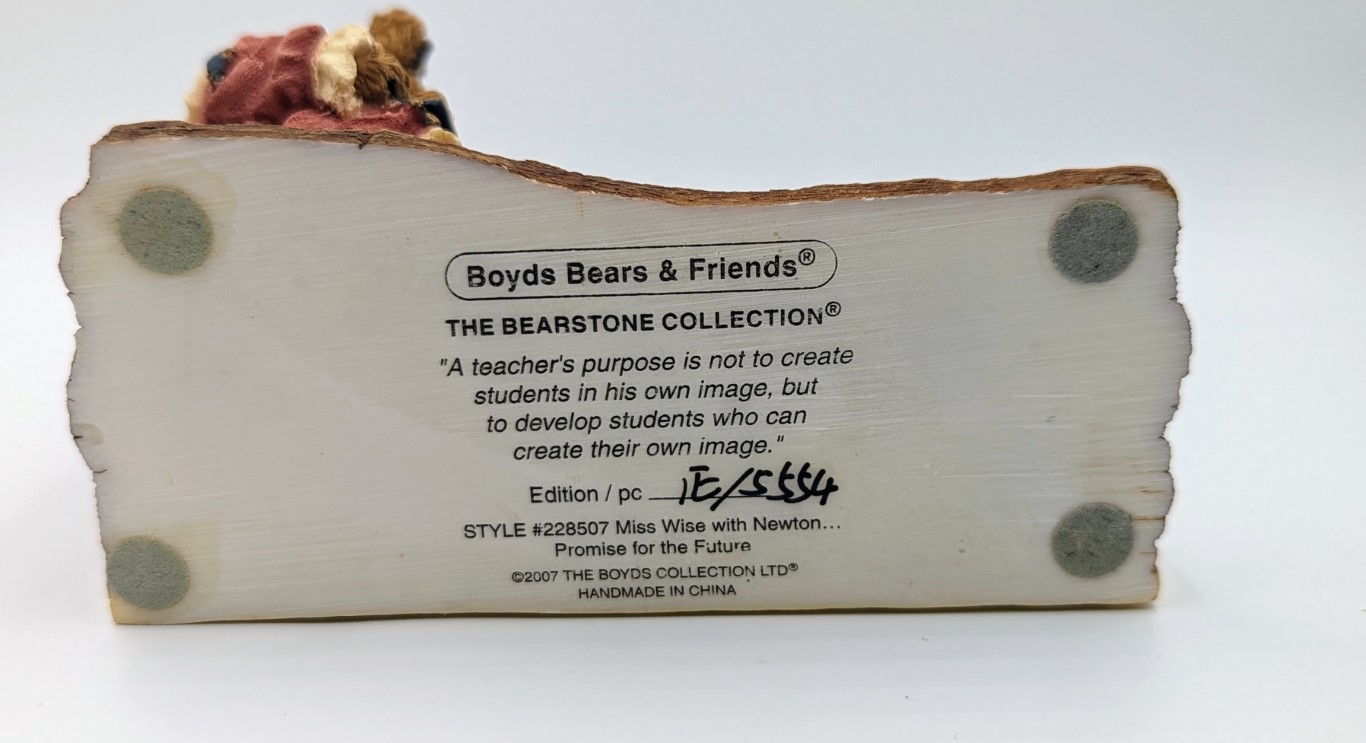 Boyds Bears & Friends®
THE BEARSTONE COLLECTION®
"A teacher's purpose is not to create
students in his own image, but
to develop students who can
create their own image."
Edition / pc 1E/5554
STYLE #228507 Miss Wise with Newton...
Promise for the Future
©2007 THE BOYDS COLLECTION LTD®
HANDMADE IN CHINA